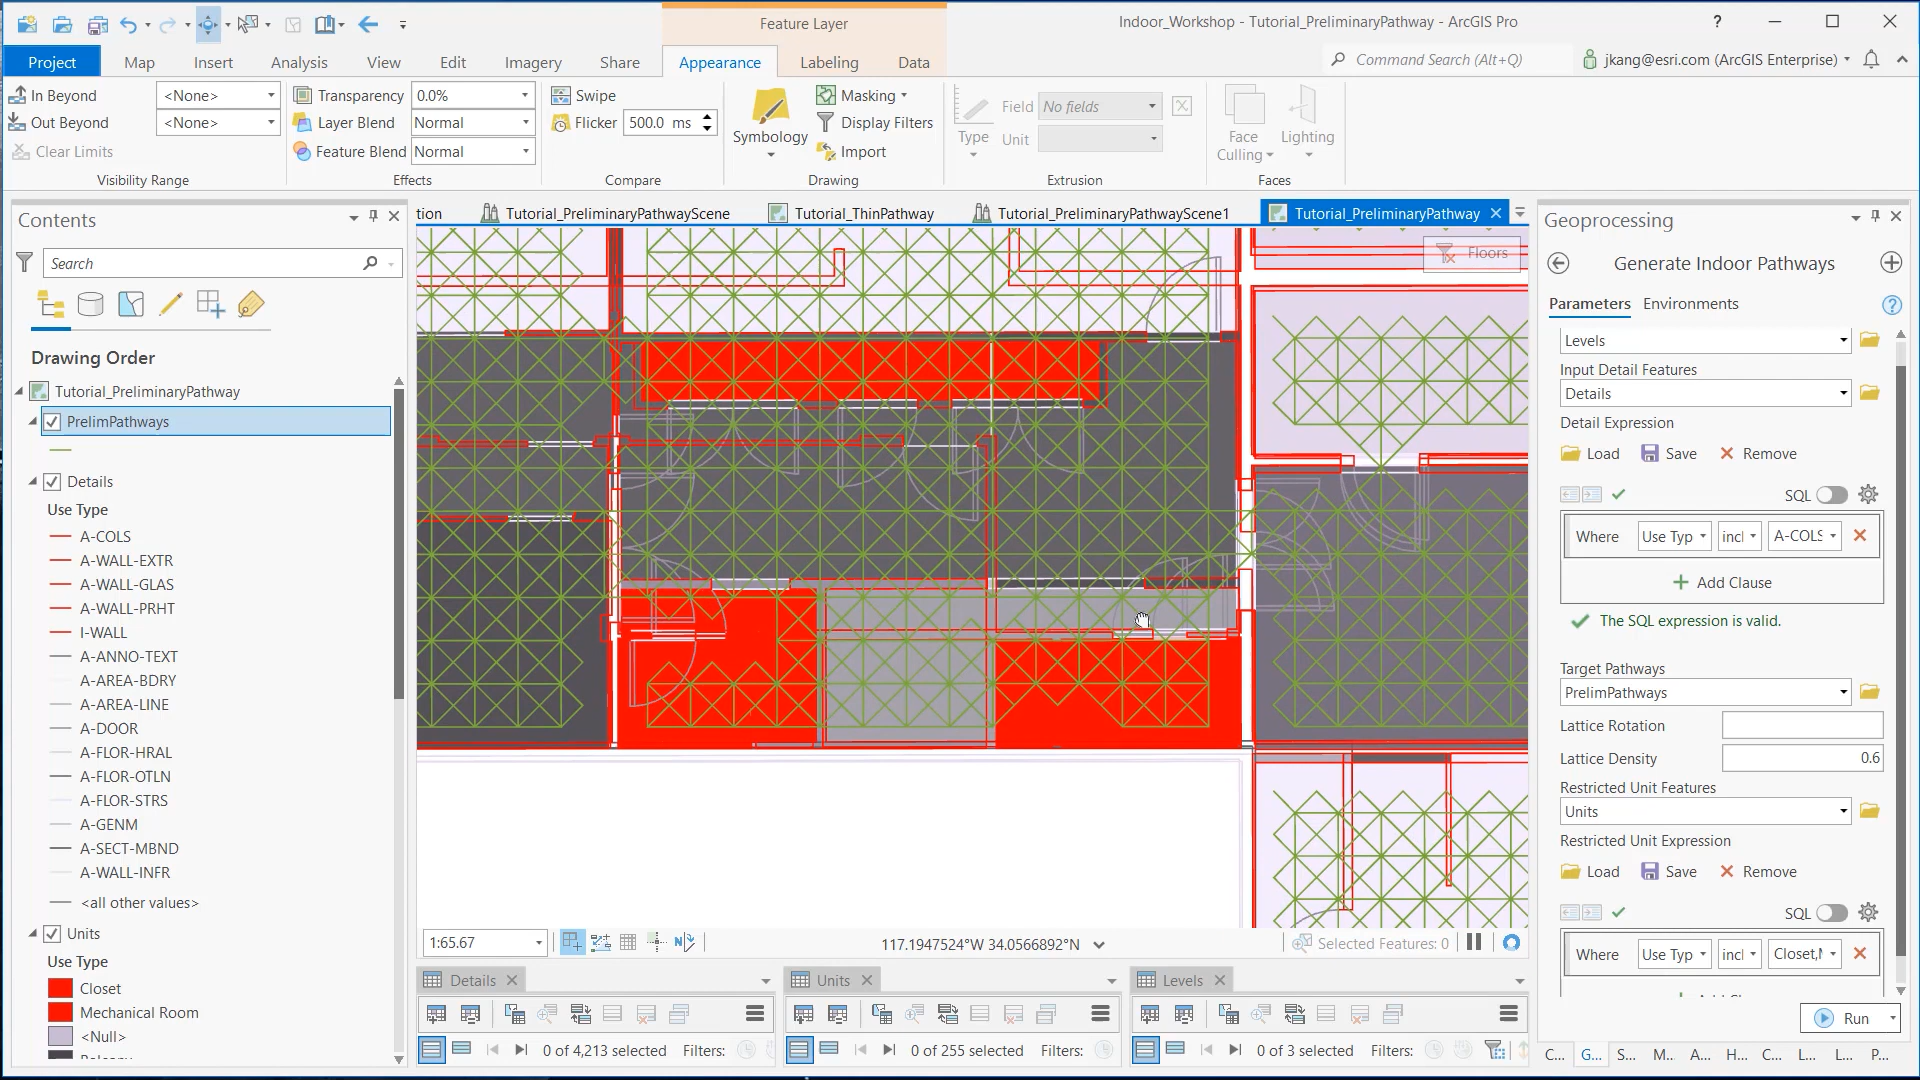 Feature Layer
Indoor_Workshop - Tutorial_PreliminaryPathway - ArcGIS Pro
?
Project
Map
Insert
Analysis
View
Edit
Imagery
Share
Appearance
Labeling
Data
Command Search (Alt+Q)
jkang@esri.com (ArcGIS Enterprise)
In Beyond
<None>
Out Beyond
<None>
Clear Limits
Visibility Range
Transparency
0.0%
Layer Blend
Normal
Feature Blend
Normal
Effects
Swipe
Flicker
500.0 ms
Compare
Symbology
Masking
Display Filters
Import
Drawing
Type
Field
No fields
Unit
Extrusion
Face Culling
Lighting
Faces
Contents
Search
Drawing Order
Tutorial_PreliminaryPathway
PrelimPathways
Details
Use Type
A-COLS
A-WALL-EXTR
A-WALL-GLAS
A-WALL-PRHT
I-WALL
A-ANNO-TEXT
A-AREA-BDRY
A-AREA-LINE
A-DOOR
A-FLOR-HRAL
A-FLOR-OTLN
A-FLOR-STRS
A-GENM
A-SECT-MBND
A-WALL-INFR
<all other values>
Units
Use Type
Closet
Mechanical Room
<Null>
tion
Tutorial_PreliminaryPathwayScene
Tutorial_ThinPathway
Tutorial_PreliminaryPathwayScene1
Tutorial_PreliminaryPathway
Floors
1:65.67
117.1947524°W 34.0566892°N
Selected Features: 0
Details
0 of 4,213 selected
Filters:
Units
0 of 255 selected
Filters:
Levels
0 of 3 selected
Filters:
Geoprocessing
Generate Indoor Pathways
Parameters
Environments
?
Levels
Input Detail Features
Details
Detail Expression
Load
Save
Remove
SQL
Where
Use Typ
incl
A-COLS
Add Clause
The SQL expression is valid.
Target Pathways
PrelimPathways
Lattice Rotation
Lattice Density
0.6
Restricted Unit Features
Units
Restricted Unit Expression
Load
Save
Remove
SQL
Where
Use Typ
incl
Closet,M
Run
C...
G...
S...
M...
A...
H...
C...
L...
L...
P...